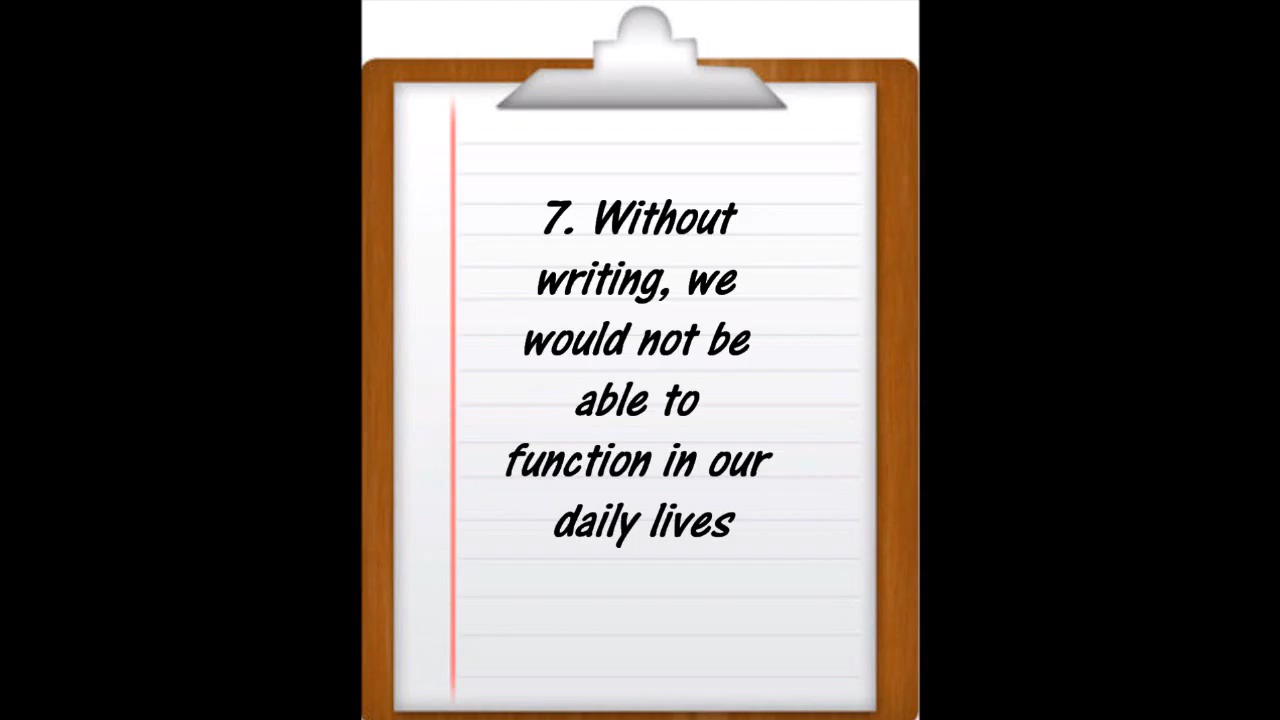 7. Without
writing, we
would not be
able to
function in our
daily lives